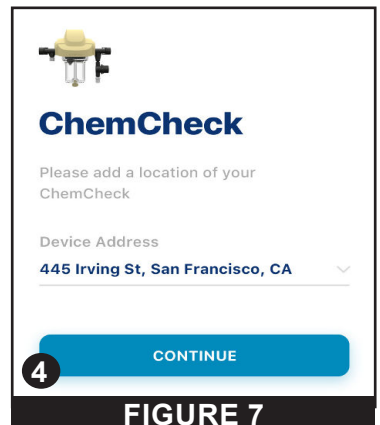 ChemCheck
Please add a location of your
ChemCheck
Device Address
445 Irving St, San Francisco, CA
CONTINUE
4
FIGURE 7